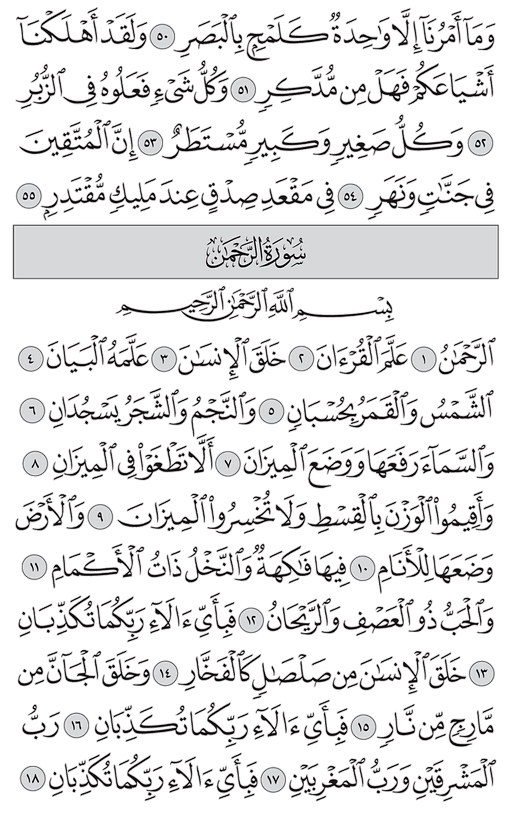 وَمَآ أَمْرُنَآ إِلَّا وَٰحِدَةٌ كَلَمْحٍۭ بِٱلْبَصَرِ ٥٠ وَلَقَدْ أَهْلَكْنَآ
أَشْيَاعَكُمْ فَهَلْ مِن مُّدَّكِرٍ ٥١ وَكُلُّ شَىْءٍ فَعَلُوهُ فِى ٱلزُّبُرِ
٥٢ وَكُلُّ صَغِيرٍ وَكَبِيرٍ مُّسْتَطَرٌ ٥٣ إِنَّ ٱلْمُتَّقِينَ
فِى جَنَّٰتٍ وَنَهَرٍ ٥٤ فِى مَقْعَدِ صِدْقٍ عِندَ مَلِيكٍ مُّقْتَدِرٍۭ ٥٥
سُورَةُ الرَّحْمَٰن
بِسْمِ ٱللَّهِ ٱلرَّحْمَٰنِ ٱلرَّحِيمِ
ٱلرَّحْمَٰنُ ١ عَلَّمَ ٱلْقُرْءَانَ ٢ خَلَقَ ٱلْإِنسَٰنَ ٣ عَلَّمَهُ ٱلْبَيَانَ ٤
ٱلشَّمْسُ وَٱلْقَمَرُ بِحُسْبَانٍ ٥ وَٱلنَّجْمُ وَٱلشَّجَرُ يَسْجُدَانِ ٦
وَٱلسَّمَآءَ رَفَعَهَا وَوَضَعَ ٱلْمِيزَانَ ٧ أَلَّا تَطْغَوْا۟ فِى ٱلْمِيزَانِ ٨
وَأَقِيمُوا۟ ٱلْوَزْنَ بِٱلْقِسْطِ وَلَا تُخْسِرُوا۟ ٱلْمِيزَانَ ٩ وَٱلْأَرْضَ
وَضَعَهَا لِلْأَنَامِ ١٠ فِيهَا فَٰكِهَةٌ وَٱلنَّخْلُ ذَاتُ ٱلْأَكْمَامِ ١١
وَٱلْحَبُّ ذُو ٱلْعَصْفِ وَٱلرَّيْحَانُ ١٢ فَبِأَىِّ ءَالَآءِ رَبِّكُمَا تُكَذِّبَانِ
١٣ خَلَقَ ٱلْإِنسَٰنَ مِن صَلْصَٰلٍ كَٱلْفَخَّارِ ١٤ وَخَلَقَ ٱلْجَآنَّ مِن
مَّارِجٍ مِّن نَّارٍ ١٥ فَبِأَىِّ ءَالَآءِ رَبِّكُمَا تُكَذِّبَانِ ١٦ رَبُّ
ٱلْمَشْرِقَيْنِ وَرَبُّ ٱلْمَغْرِبَيْنِ ١٧ فَبِأَىِّ ءَالَآءِ رَبِّكُمَا تُكَذِّبَانِ ١٨